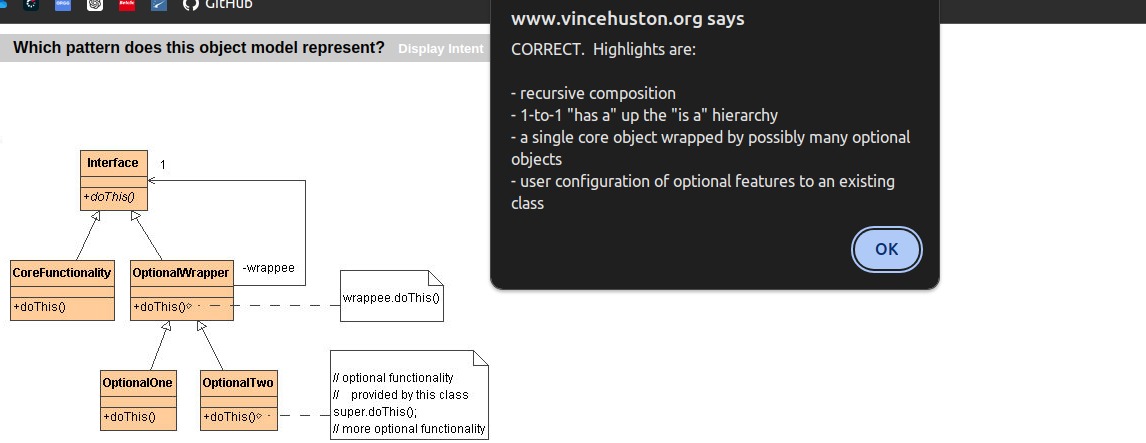 GitHub
www.vincehuston.org says
CORRECT.  Highlights are:
- recursive composition
- 1-to-1 "has a" up the "is a" hierarchy
- a single core object wrapped by possibly many optional
objects
- user configuration of optional features to an existing
class
OK
Which pattern does this object model represent?  Display Intent
Interface
1
+doThis()
CoreFunctionality
+doThis()
OptionalWrapper
+doThis()
-wrappee
wrappee.doThis()
OptionalOne
+doThis()
OptionalTwo
+doThis()
// optional functionality
//    provided by this class
super.doThis();
// more optional functionality